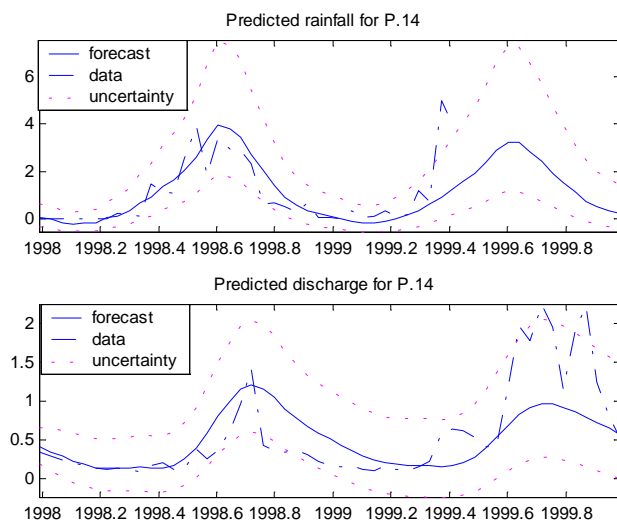 Predicted rainfall for P.14
forecast
data
uncertainty
6
4
2
0
1998 1998.2 1998.4 1998.6 1998.8 1999 1999.2 1999.4 1999.6 1999.8
Predicted discharge for P.14
forecast
data
uncertainty
2
1.5
1
0.5
0
1998 1998.2 1998.4 1998.6 1998.8 1999 1999.2 1999.4 1999.6 1999.8